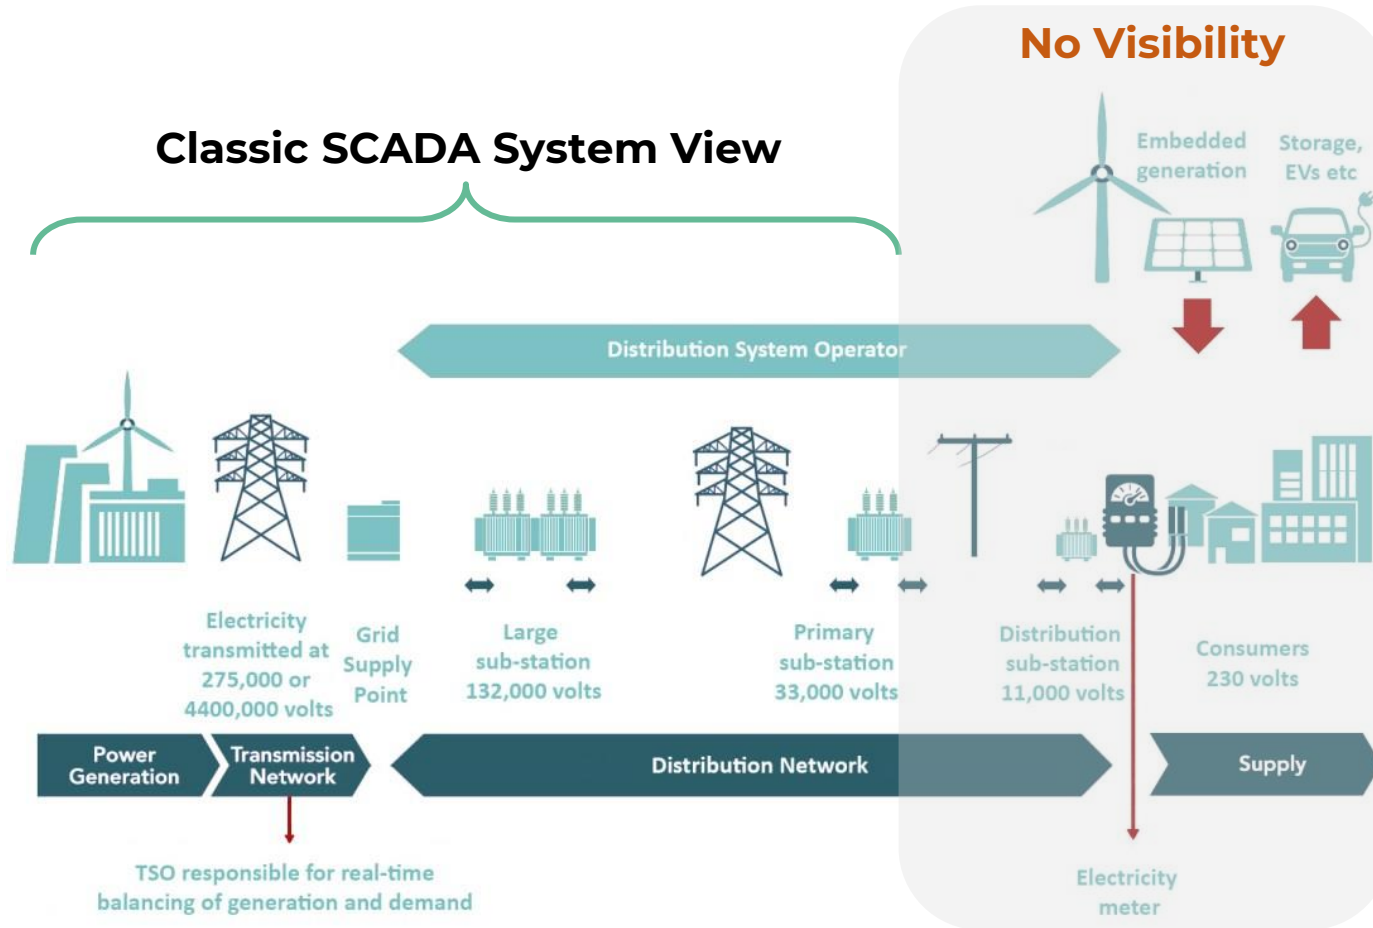 No Visibility
Classic SCADA System View
Embedded
generation
Storage,
EVs etc
Distribution System Operator
Electricity
transmitted at
275,000 or
4400,000 volts
Grid
Supply
Point
Large
sub-station
132,000 volts
Primary
sub-station
33,000 volts
Distribution
sub-station
11,000 volts
Consumers
230 volts
Power
Generation
Transmission
Network
Distribution Network
Supply
TSO responsible for real-time
balancing of generation and demand
Electricity
meter